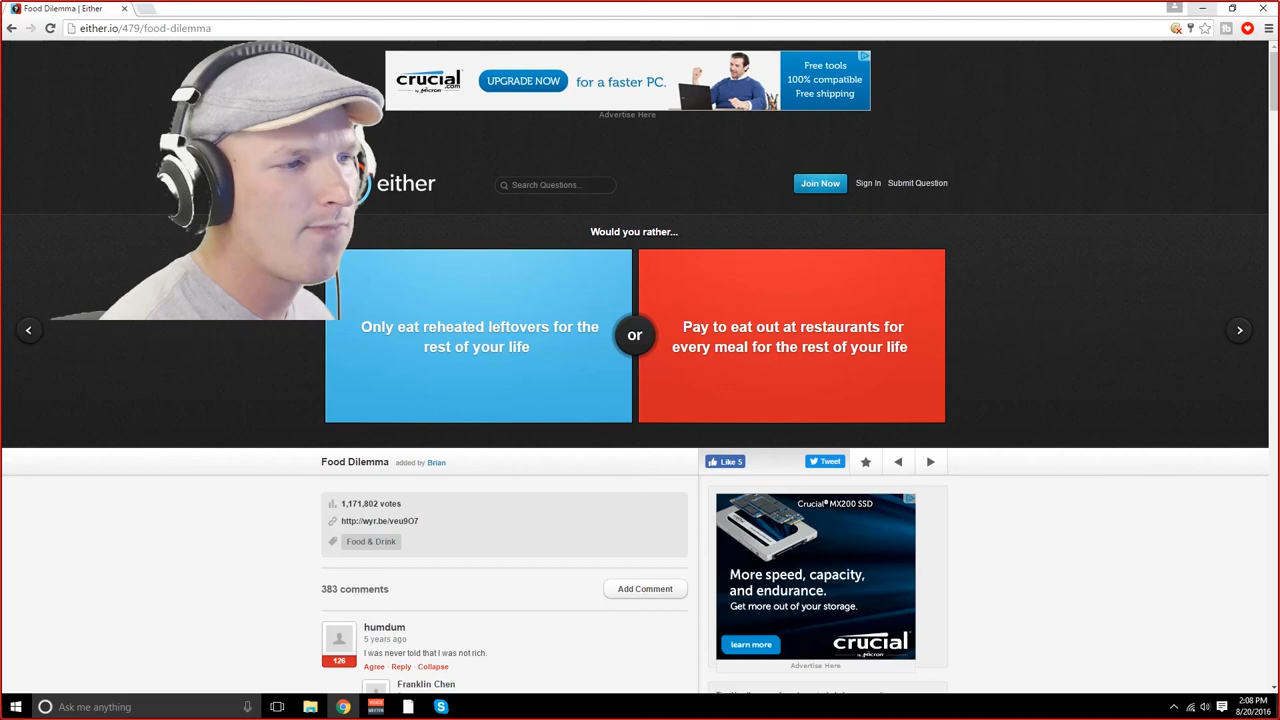 Food Dilemma | Either
either.io/479/food-dilemma
crucial
.com
by Micron
UPGRADE NOW
for a faster PC.
Free tools
100% compatible
Free shipping
Advertise Here
either
Search Questions...
Join Now
Sign In
Submit Question
Would you rather...
Only eat reheated leftovers for the
rest of your life
or
Pay to eat out at restaurants for
every meal for the rest of your life
Food Dilemma added by Brian
Like 5
Tweet
1,171,802 votes
http://wyr.be/veu9O7
Food & Drink
383 comments
Add Comment
humdum
5 years ago
I was never told that I was not rich.
126
Agree · Reply · Collapse
Franklin Chen
Crucial® MX200 SSD
More speed, capacity,
and endurance.
Get more out of your storage.
learn more
crucial
by Micron
Advertise Here
Ask me anything
2:08 PM
8/20/2016